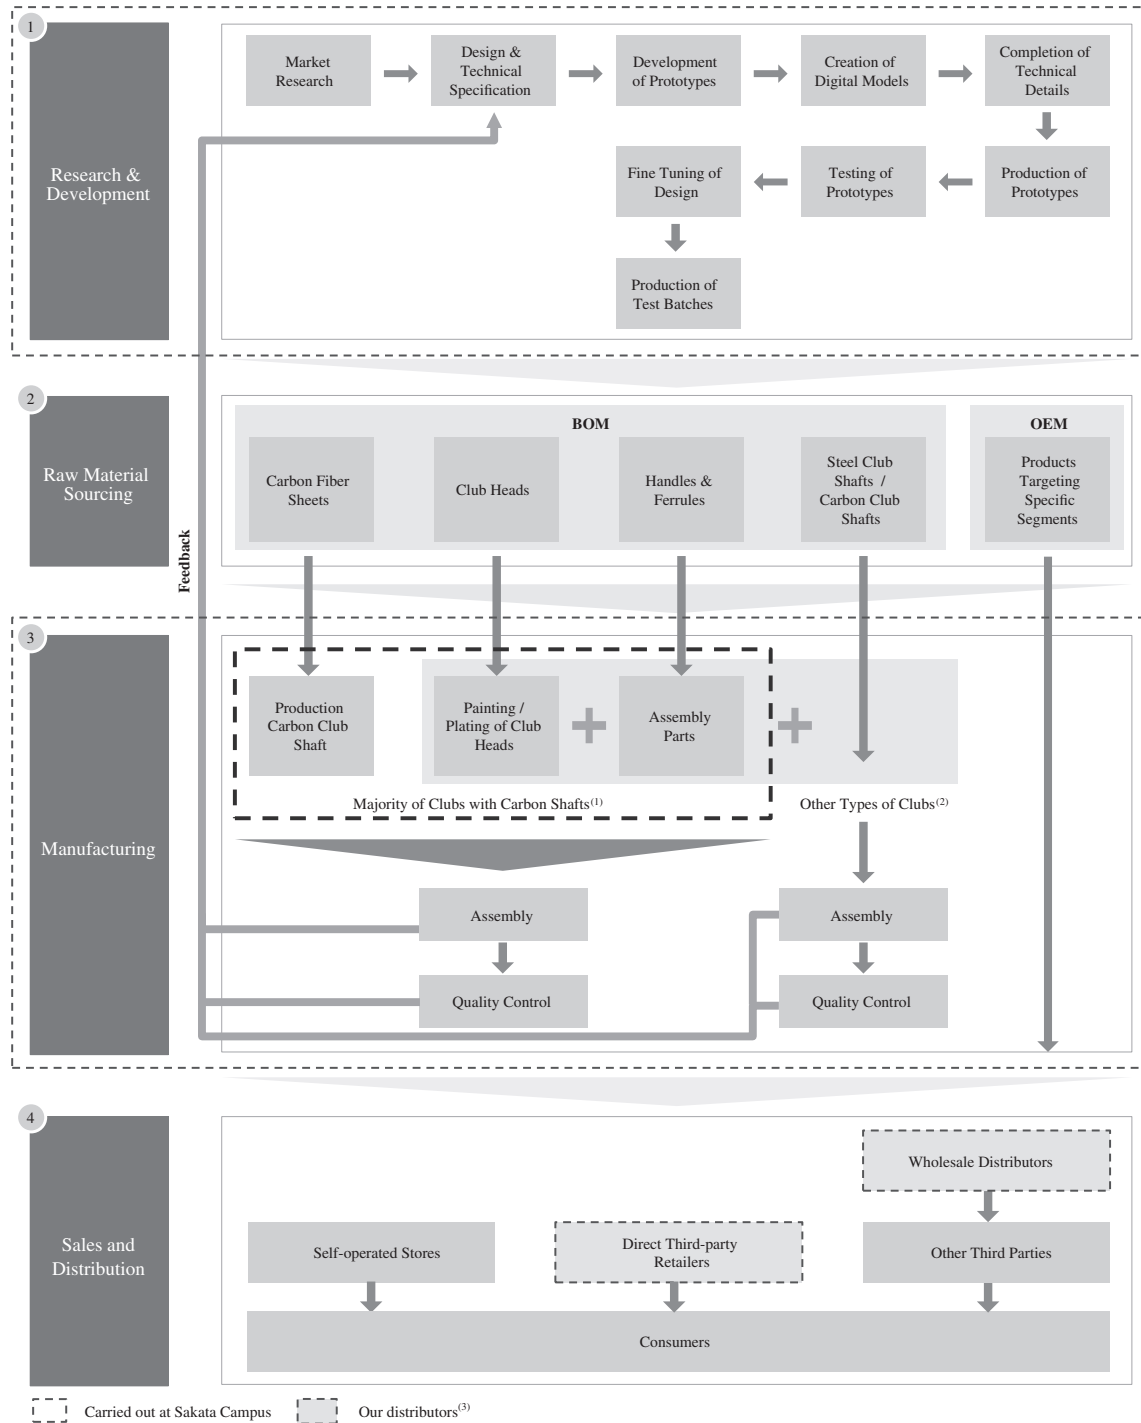 1
Research &
Development
Market
Research
Design &
Technical
Specification
Development
of Prototypes
Creation of
Digital Models
Completion of
Technical
Details
Fine Tuning of
Design
Testing of
Prototypes
Production of
Prototypes
Production of
Test Batches
2
Raw Material
Sourcing
BOM
Carbon Fiber
Sheets
Club Heads
Handles &
Ferrules
Steel Club
Shafts /
Carbon Club
Shafts
OEM
Products
Targeting
Specific
Segments
Feedback
3
Manufacturing
Production
Carbon Club
Shaft
Painting /
Plating of Club
Heads
+
Assembly
Parts
+
Majority of Clubs with Carbon Shafts(1)
Other Types of Clubs(2)
Assembly
Assembly
Quality Control
Quality Control
4
Sales and
Distribution
Wholesale Distributors
Self-operated Stores
Direct Third-party
Retailers
Other Third Parties
Consumers
Carried out at Sakata Campus
Our distributors(3)